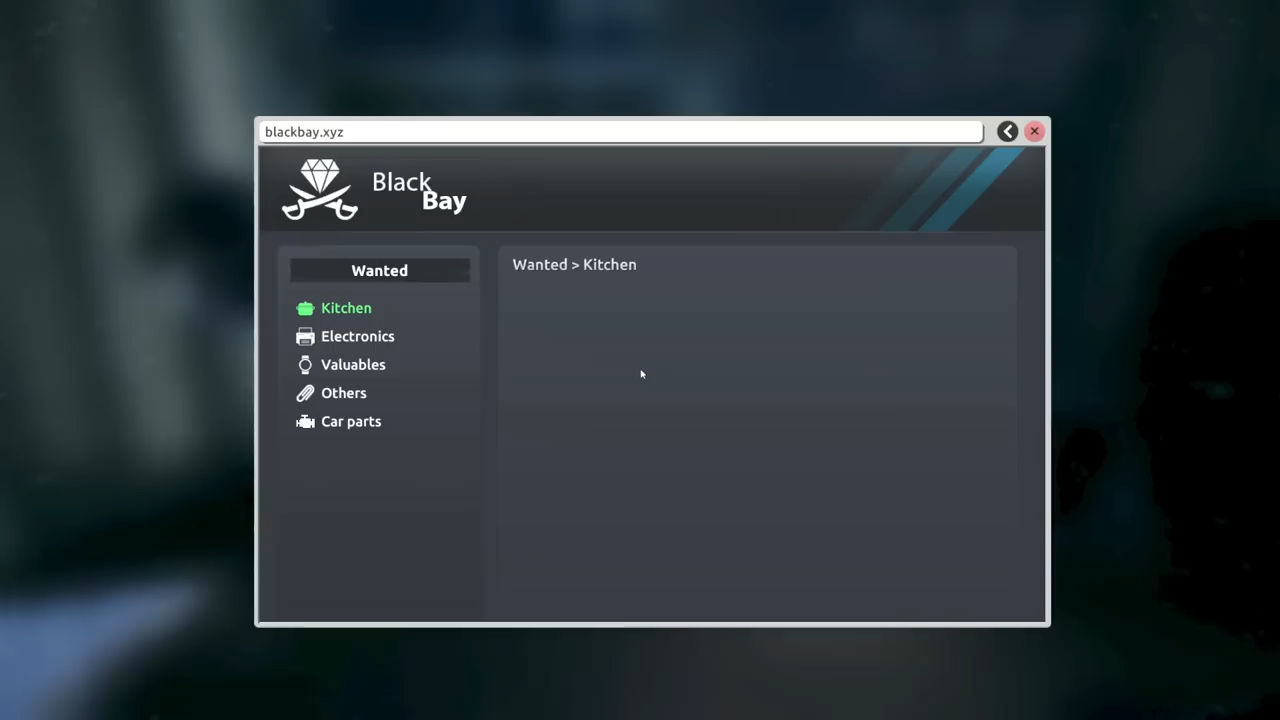 blackbay.xyz
Black
Bay
Wanted
Kitchen
Electronics
Valuables
Others
Car parts
Wanted > Kitchen